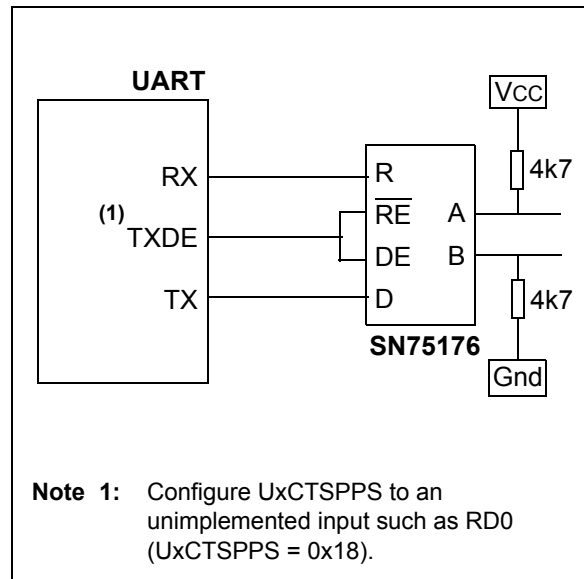 UART
VCC
RX
R
4k7
(1)
TXDE
RE
A
DE
B
TX
D
4k7
SN75176
Gnd
Note 1: Configure UxCTSPPS to an
unimplemented input such as RD0
(UxCTSPPS = 0x18).